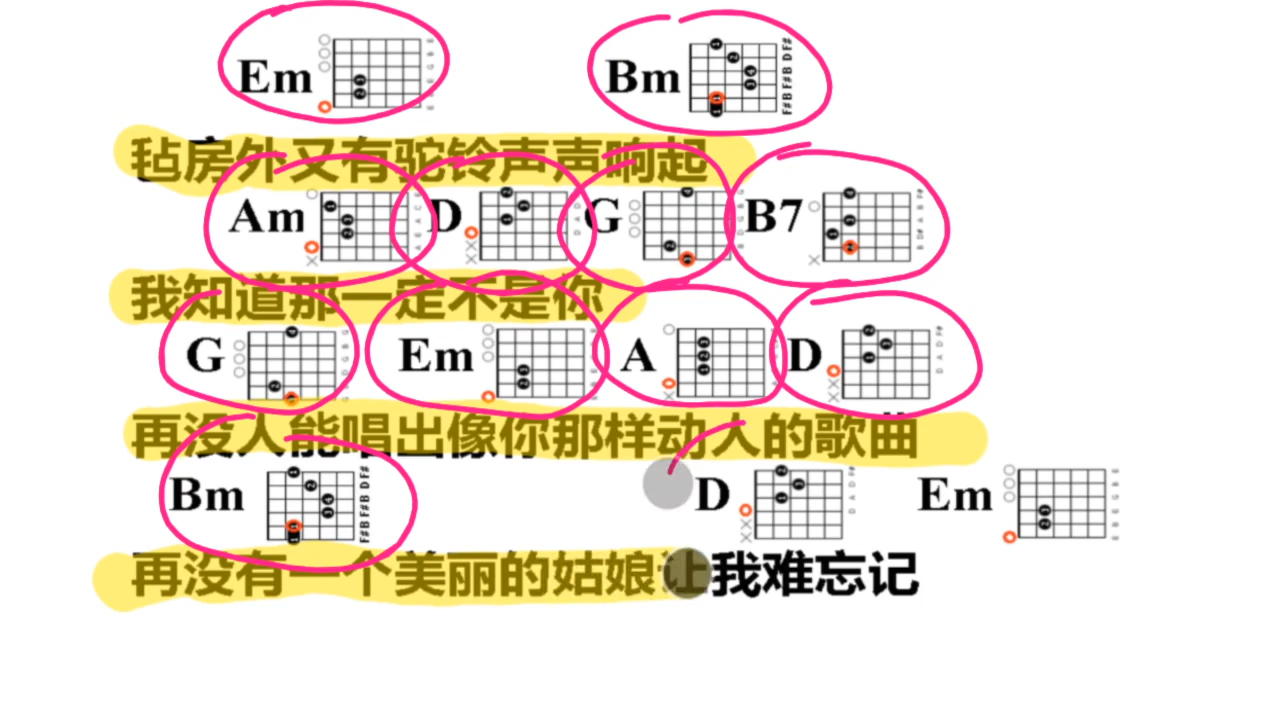 Em Bm
毡房外又有驼铃声声响起
Am D G B7
我知道那一定不是你
G Em A D
再没人能唱出像你那样动人的歌曲
Bm D Em
再没有一个美丽的姑娘让我难忘记